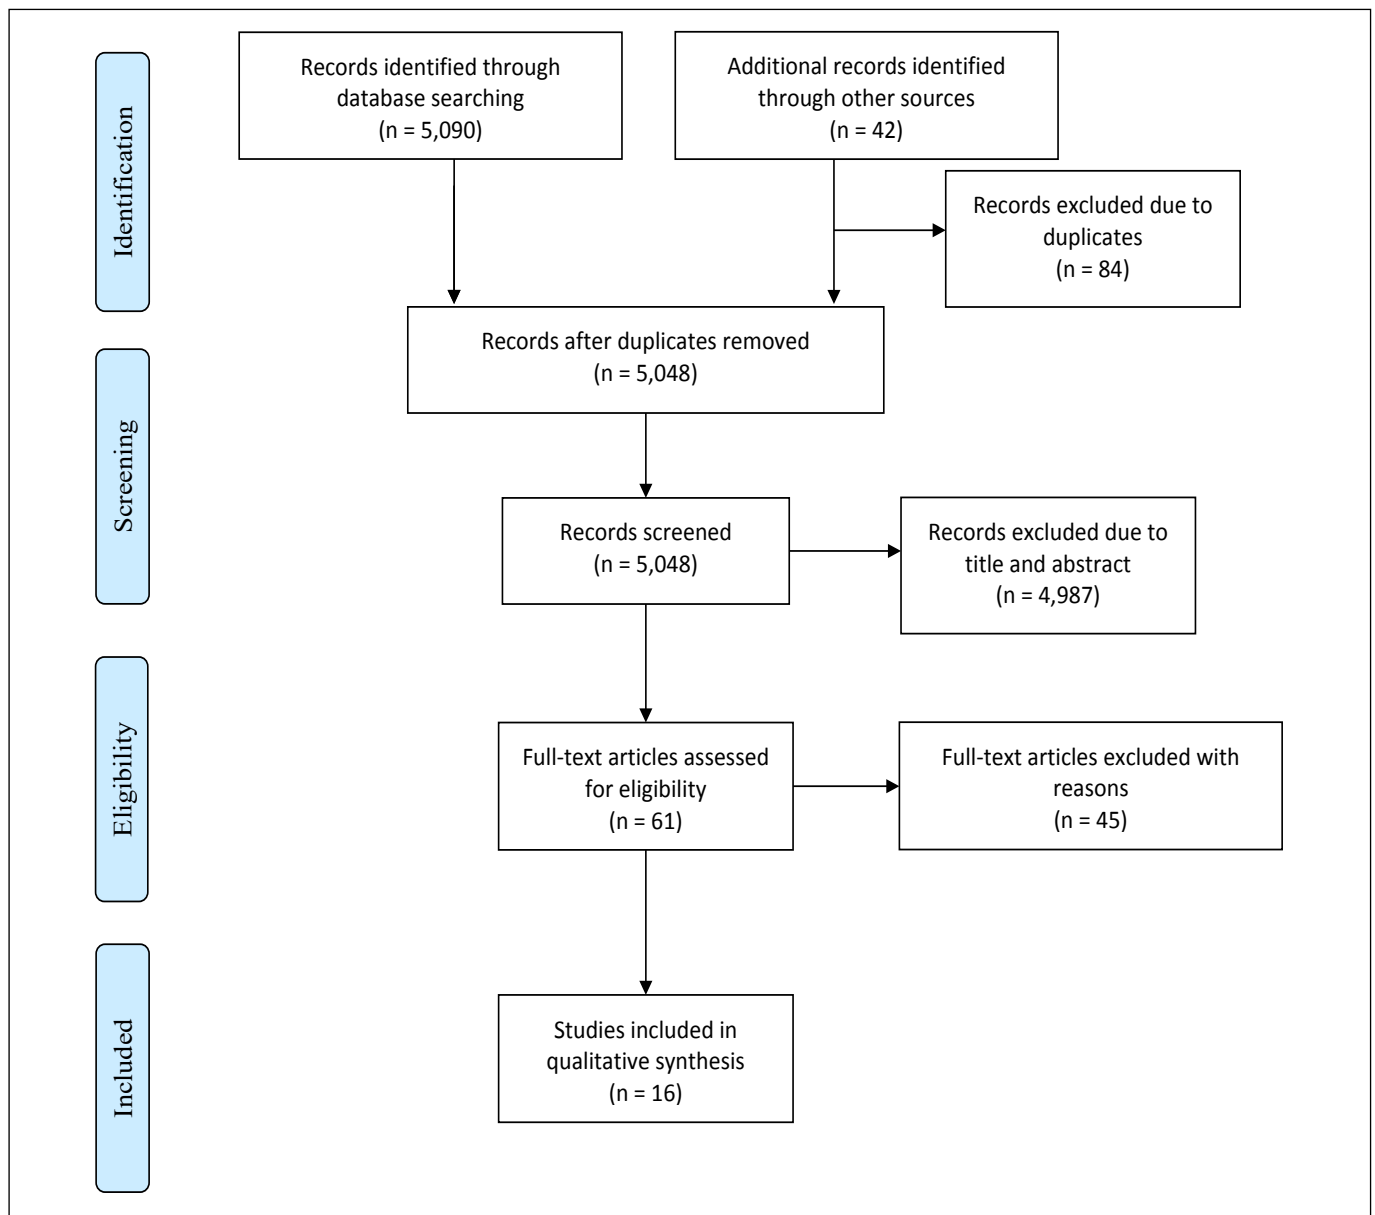 Identification
Records identified through
database searching
(n = 5,090)
Additional records identified
through other sources
(n = 42)
Records excluded due to
duplicates
(n = 84)
Records after duplicates removed
(n = 5,048)
Screening
Records screened
(n = 5,048)
Records excluded due to
title and abstract
(n = 4,987)
Eligibility
Full-text articles assessed
for eligibility
(n = 61)
Full-text articles excluded with
reasons
(n = 45)
Included
Studies included in
qualitative synthesis
(n = 16)